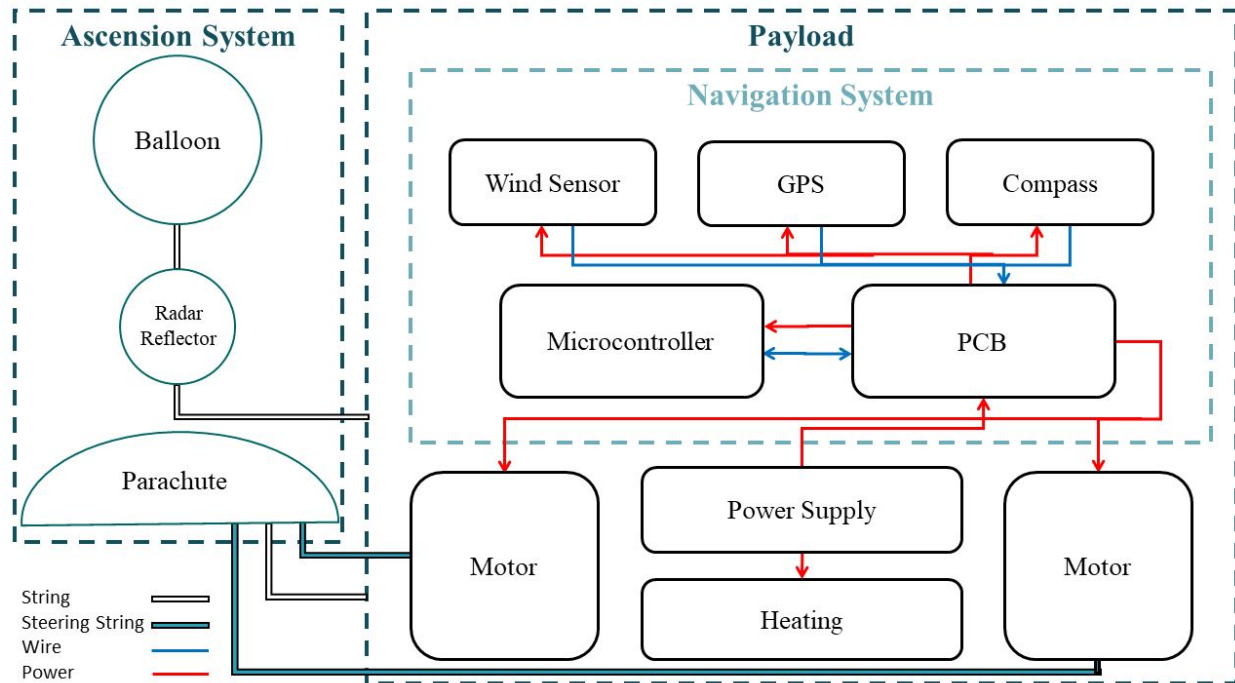 Ascension System
Payload
Navigation System
Balloon
Wind Sensor
GPS
Compass
Radar
Reflector
Microcontroller
PCB
Parachute
Motor
Power Supply
Motor
Heating
String
Steering String
Wire
Power